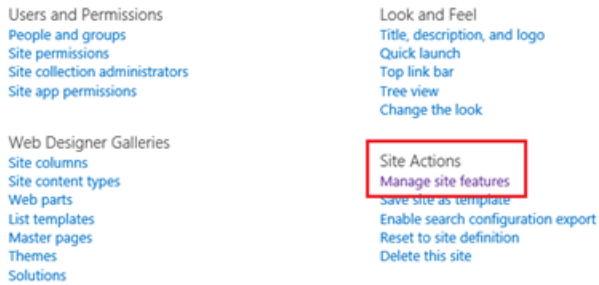 Users and Permissions
People and groups
Site permissions
Site collection administrators
Site app permissions
Look and Feel
Title, description, and logo
Quick launch
Top link bar
Tree view
Change the look
Web Designer Galleries
Site columns
Site content types
Web parts
List templates
Master pages
Themes
Solutions
Site Actions
Manage site features
Save site as template
Enable search configuration export
Reset to site definition
Delete this site